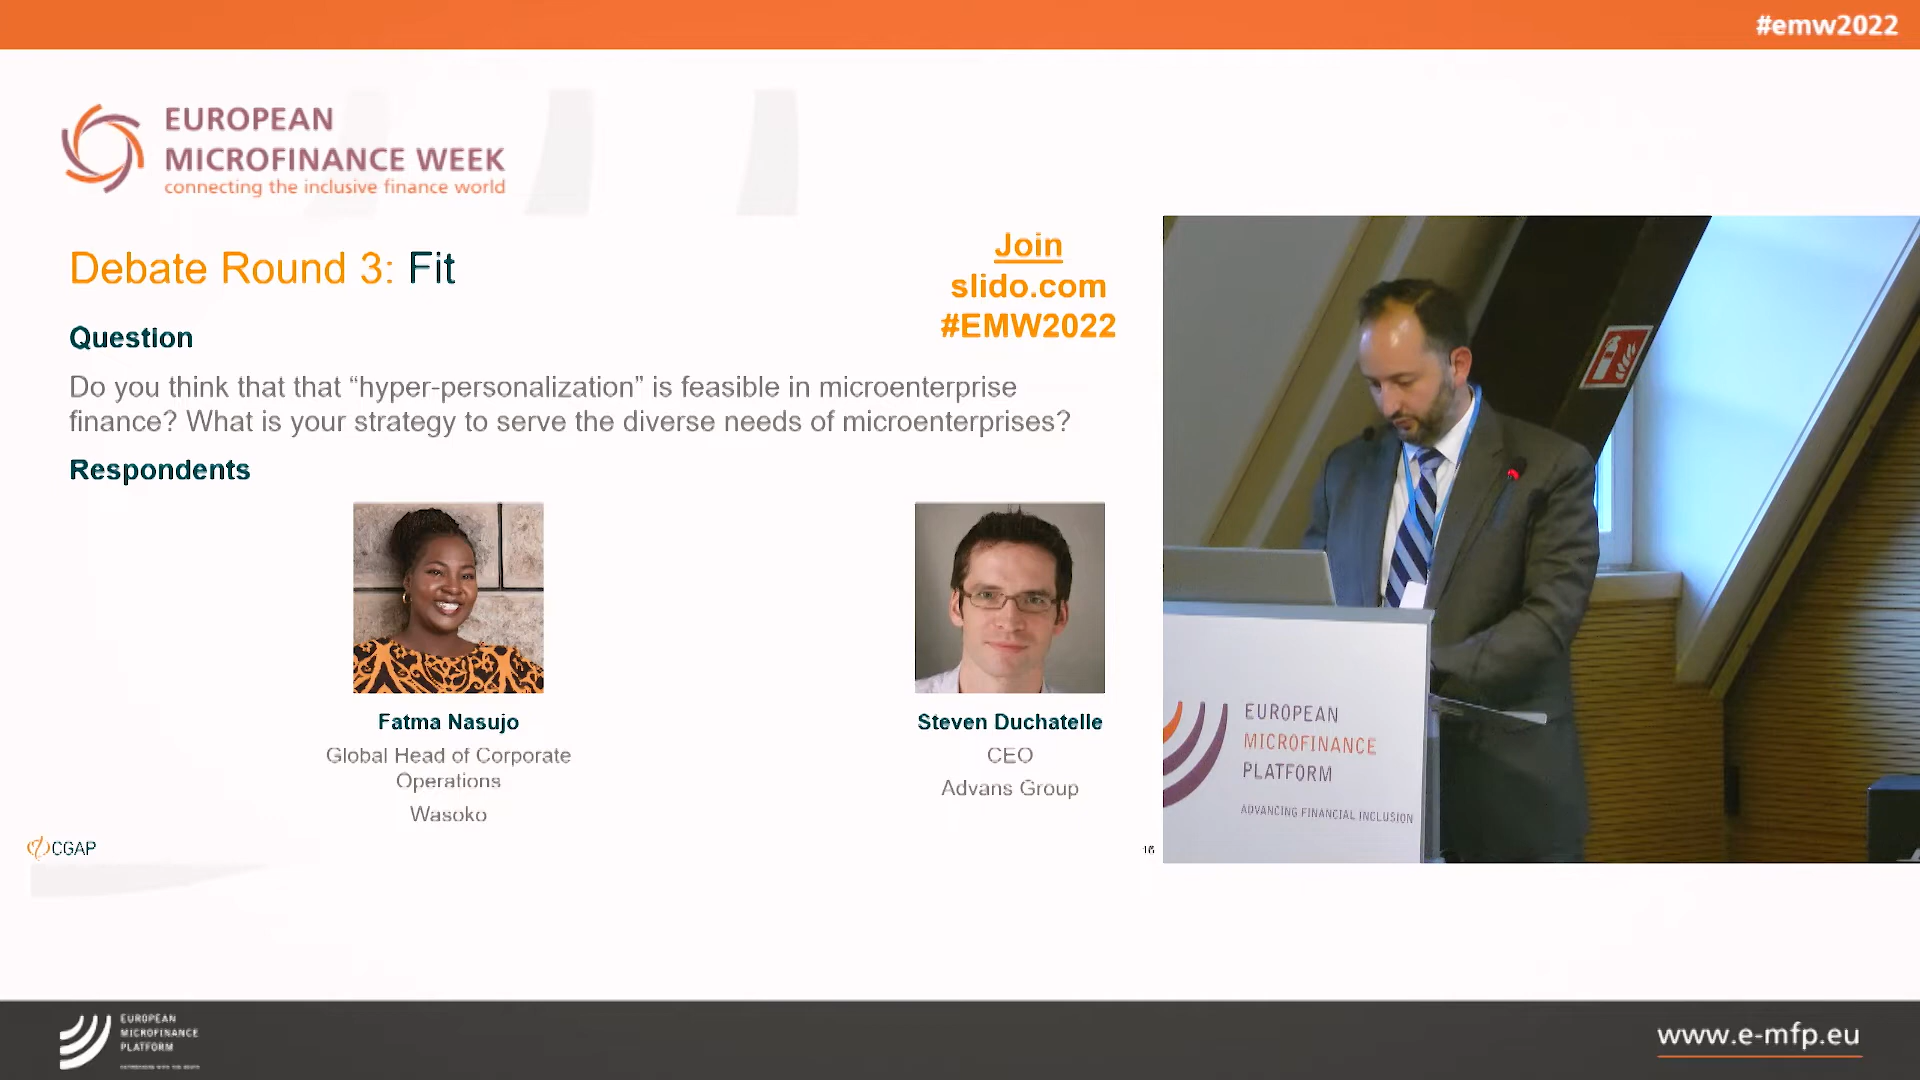 #emw2022
EUROPEAN
MICROFINANCE WEEK
connecting the inclusive finance world
Debate Round 3: Fit
Join
slido.com
#EMW2022
Question
Do you think that that “hyper-personalization” is feasible in microenterprise
finance? What is your strategy to serve the diverse needs of microenterprises?
Respondents
Fatma Nasujo
Global Head of Corporate
Operations
Wasoko
Steven Duchatelle
CEO
Advans Group
CGAP
16
EUROPEAN
MICROFINANCE
PLATFORM
ADVANCING FINANCIAL INCLUSION
EUROPEAN
MICROFINANCE
PLATFORM
www.e-mfp.eu